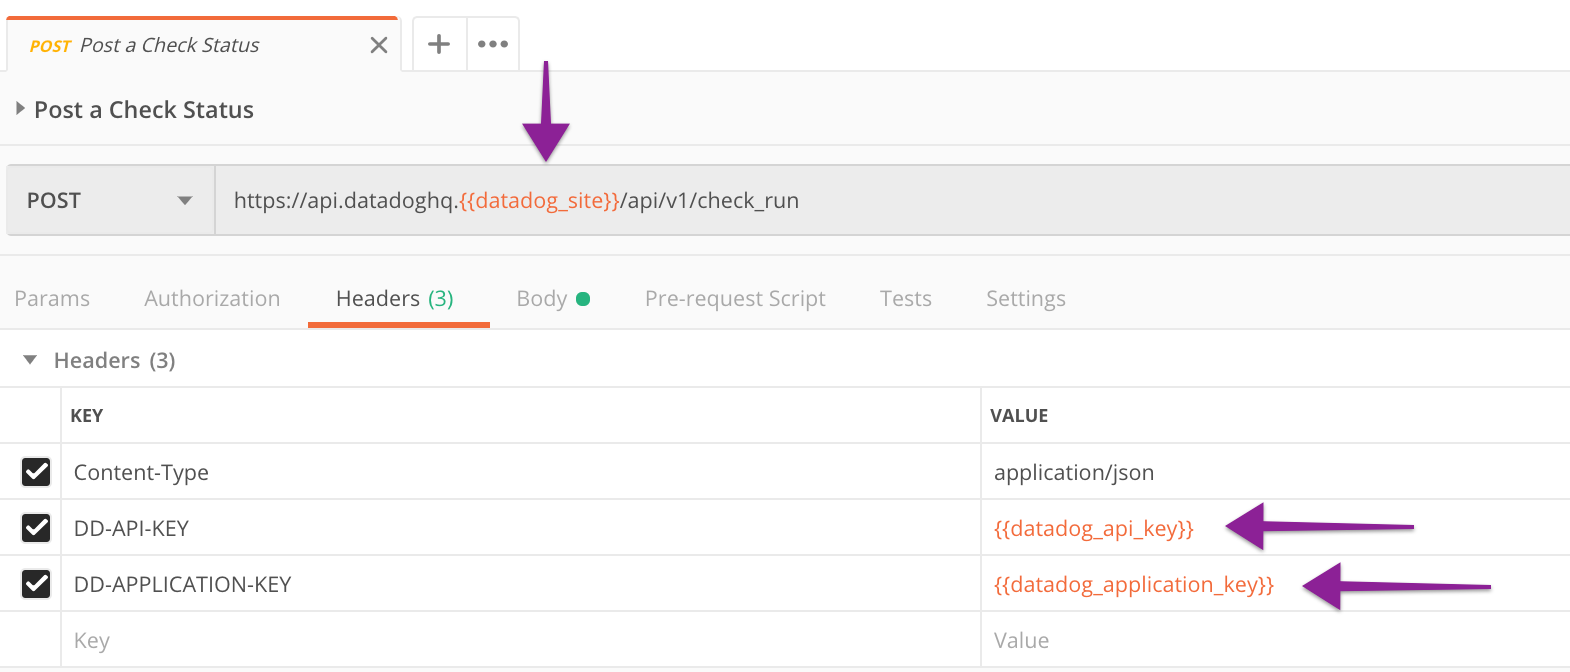 POST Post a Check Status
Post a Check Status
POST https://api.datadoghq.{{datadog_site}}/api/v1/check_run
Params Authorization Headers (3) Body Pre-request Script Tests Settings
Headers (3)
KEY VALUE
Content-Type application/json
DD-API-KEY {{datadog_api_key}}
DD-APPLICATION-KEY {{datadog_application_key}}
Key Value